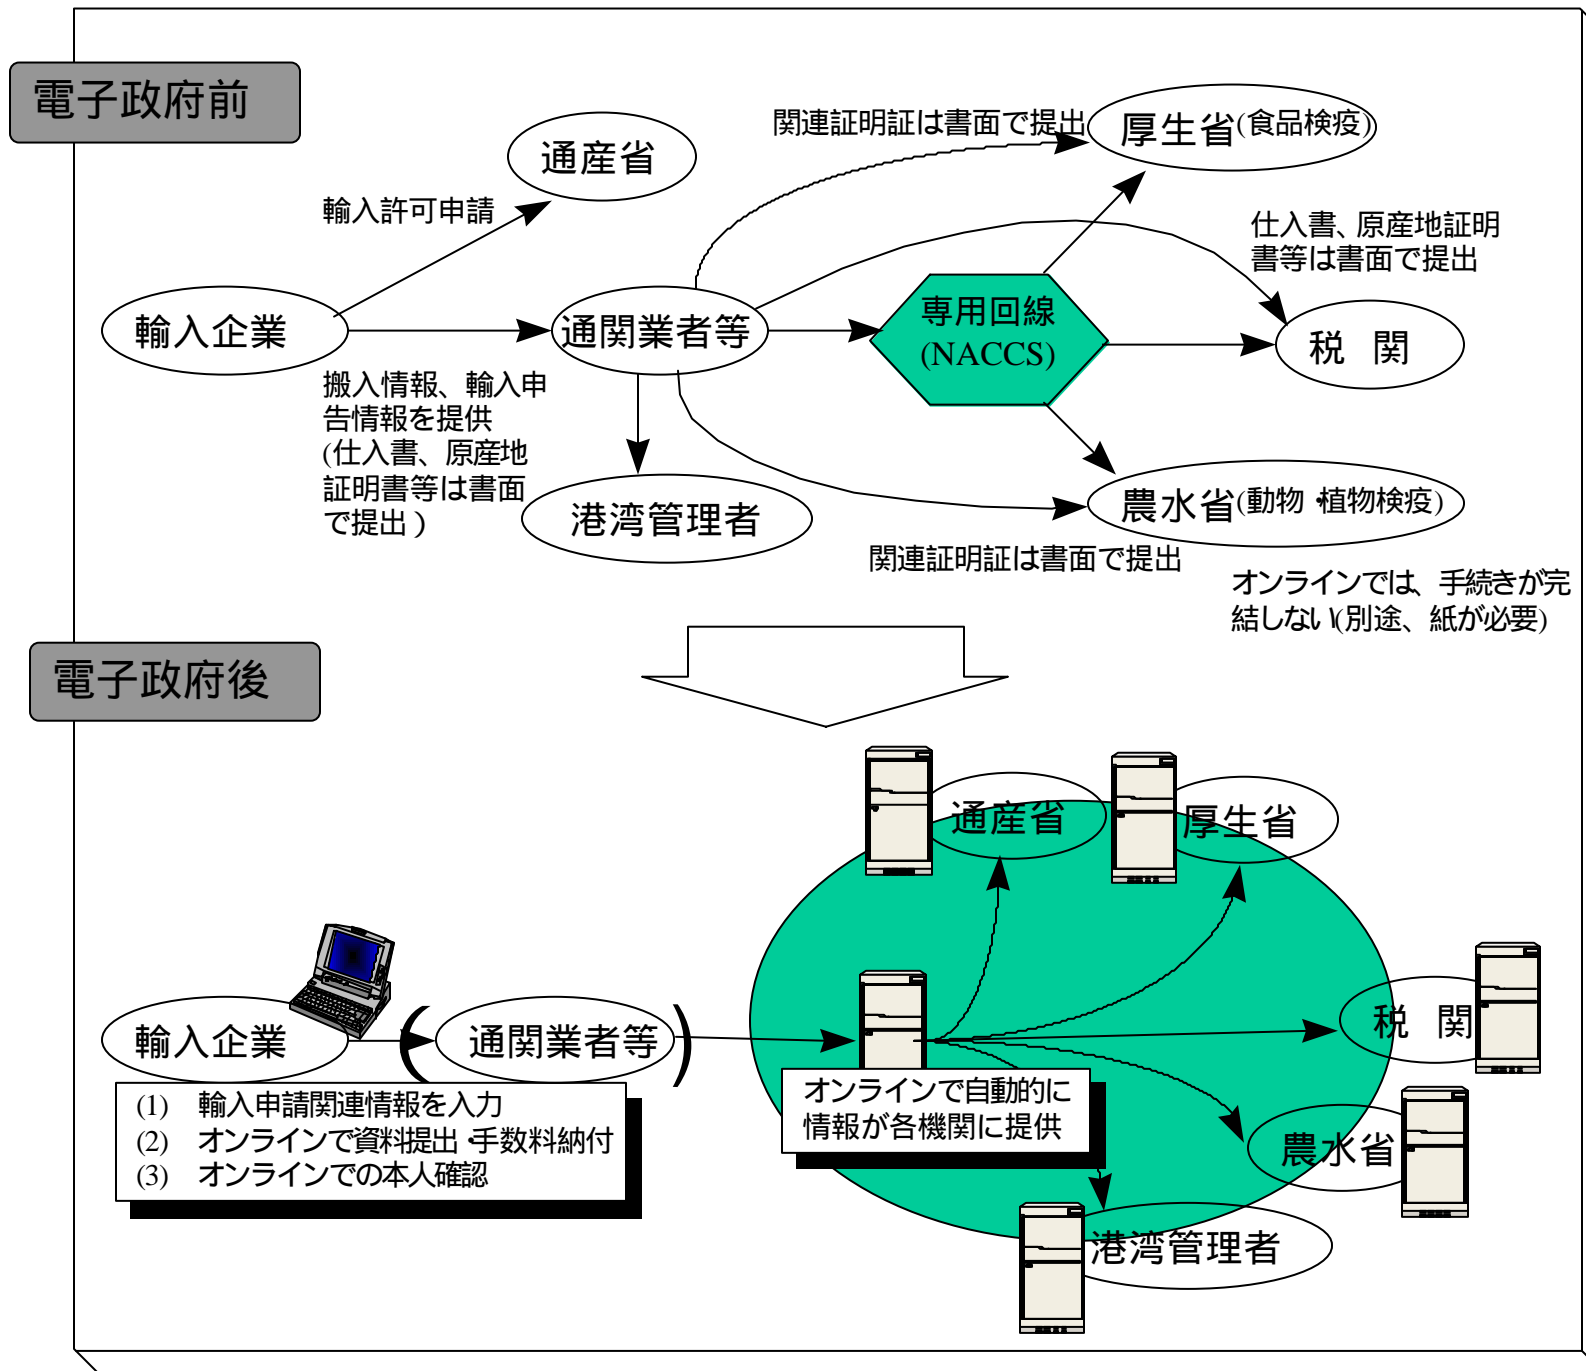 電子政府前
関連証明証は書面で提出
厚生省(食品検疫)
通産省
輸入許可申請
仕入書、原産地証明
書等は書面で提出
輸入企業
通関業者等
専用回線
(NACCS)
税 関
搬入情報、輸入申
告情報を提供
(仕入書、原産地
証明書等は書面
で提出)
港湾管理者
農水省(動物・植物検疫)
関連証明証は書面で提出
オンラインでは、手続きが完
結しない(別途、紙が必要)
電子政府後
通産省
厚生省
輸入企業
(通関業者等)
税 関
(1) 輸入申請関連情報を入力
(2) オンラインで資料提出・手数料納付
(3) オンラインでの本人確認
オンラインで自動的に
情報が各機関に提供
農水省
港湾管理者